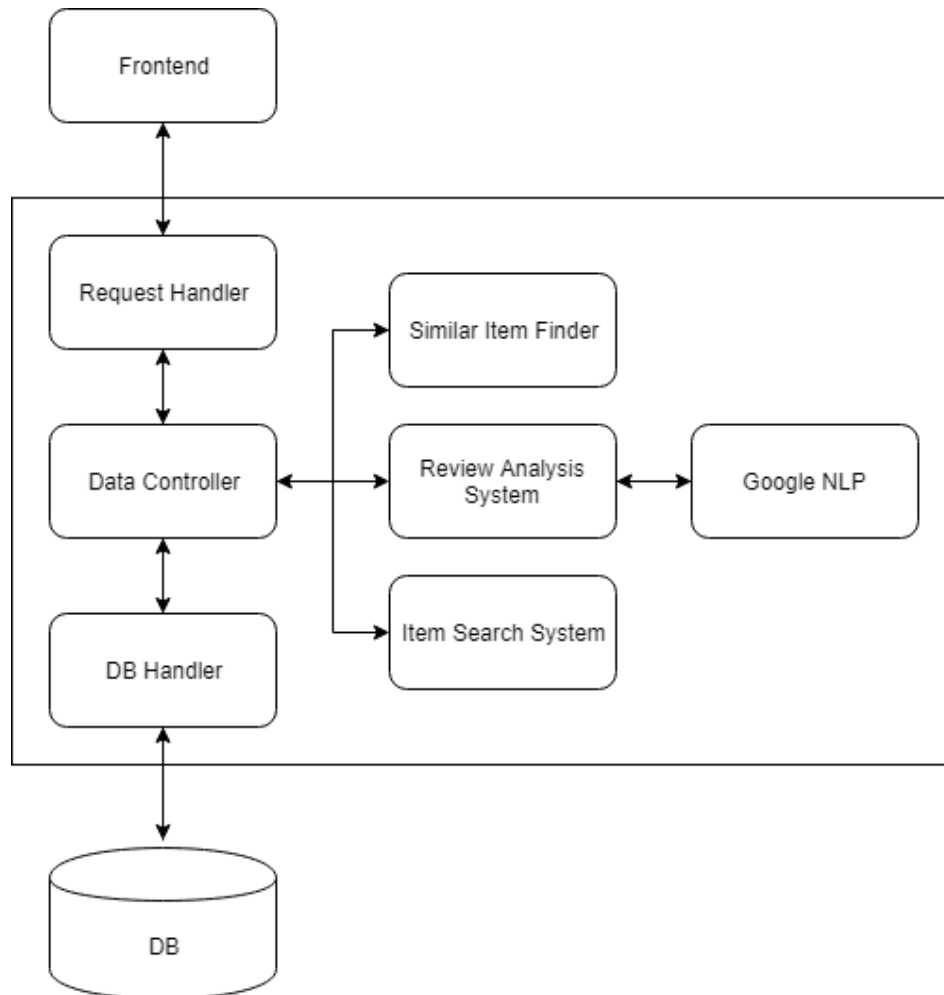 Frontend
Request Handler
Similar Item Finder
Data Controller
Review Analysis
System
Google NLP
Item Search System
DB Handler
DB